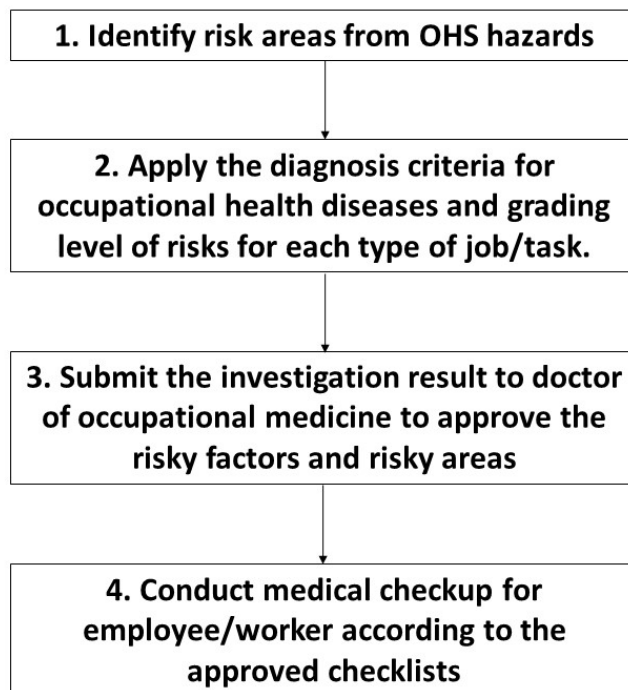 1. Identify risk areas from OHS hazards
2. Apply the diagnosis criteria for
occupational health diseases and grading
level of risks for each type of job/task.
3. Submit the investigation result to doctor
of occupational medicine to approve the
risky factors and risky areas
4. Conduct medical checkup for
employee/worker according to the
approved checklists